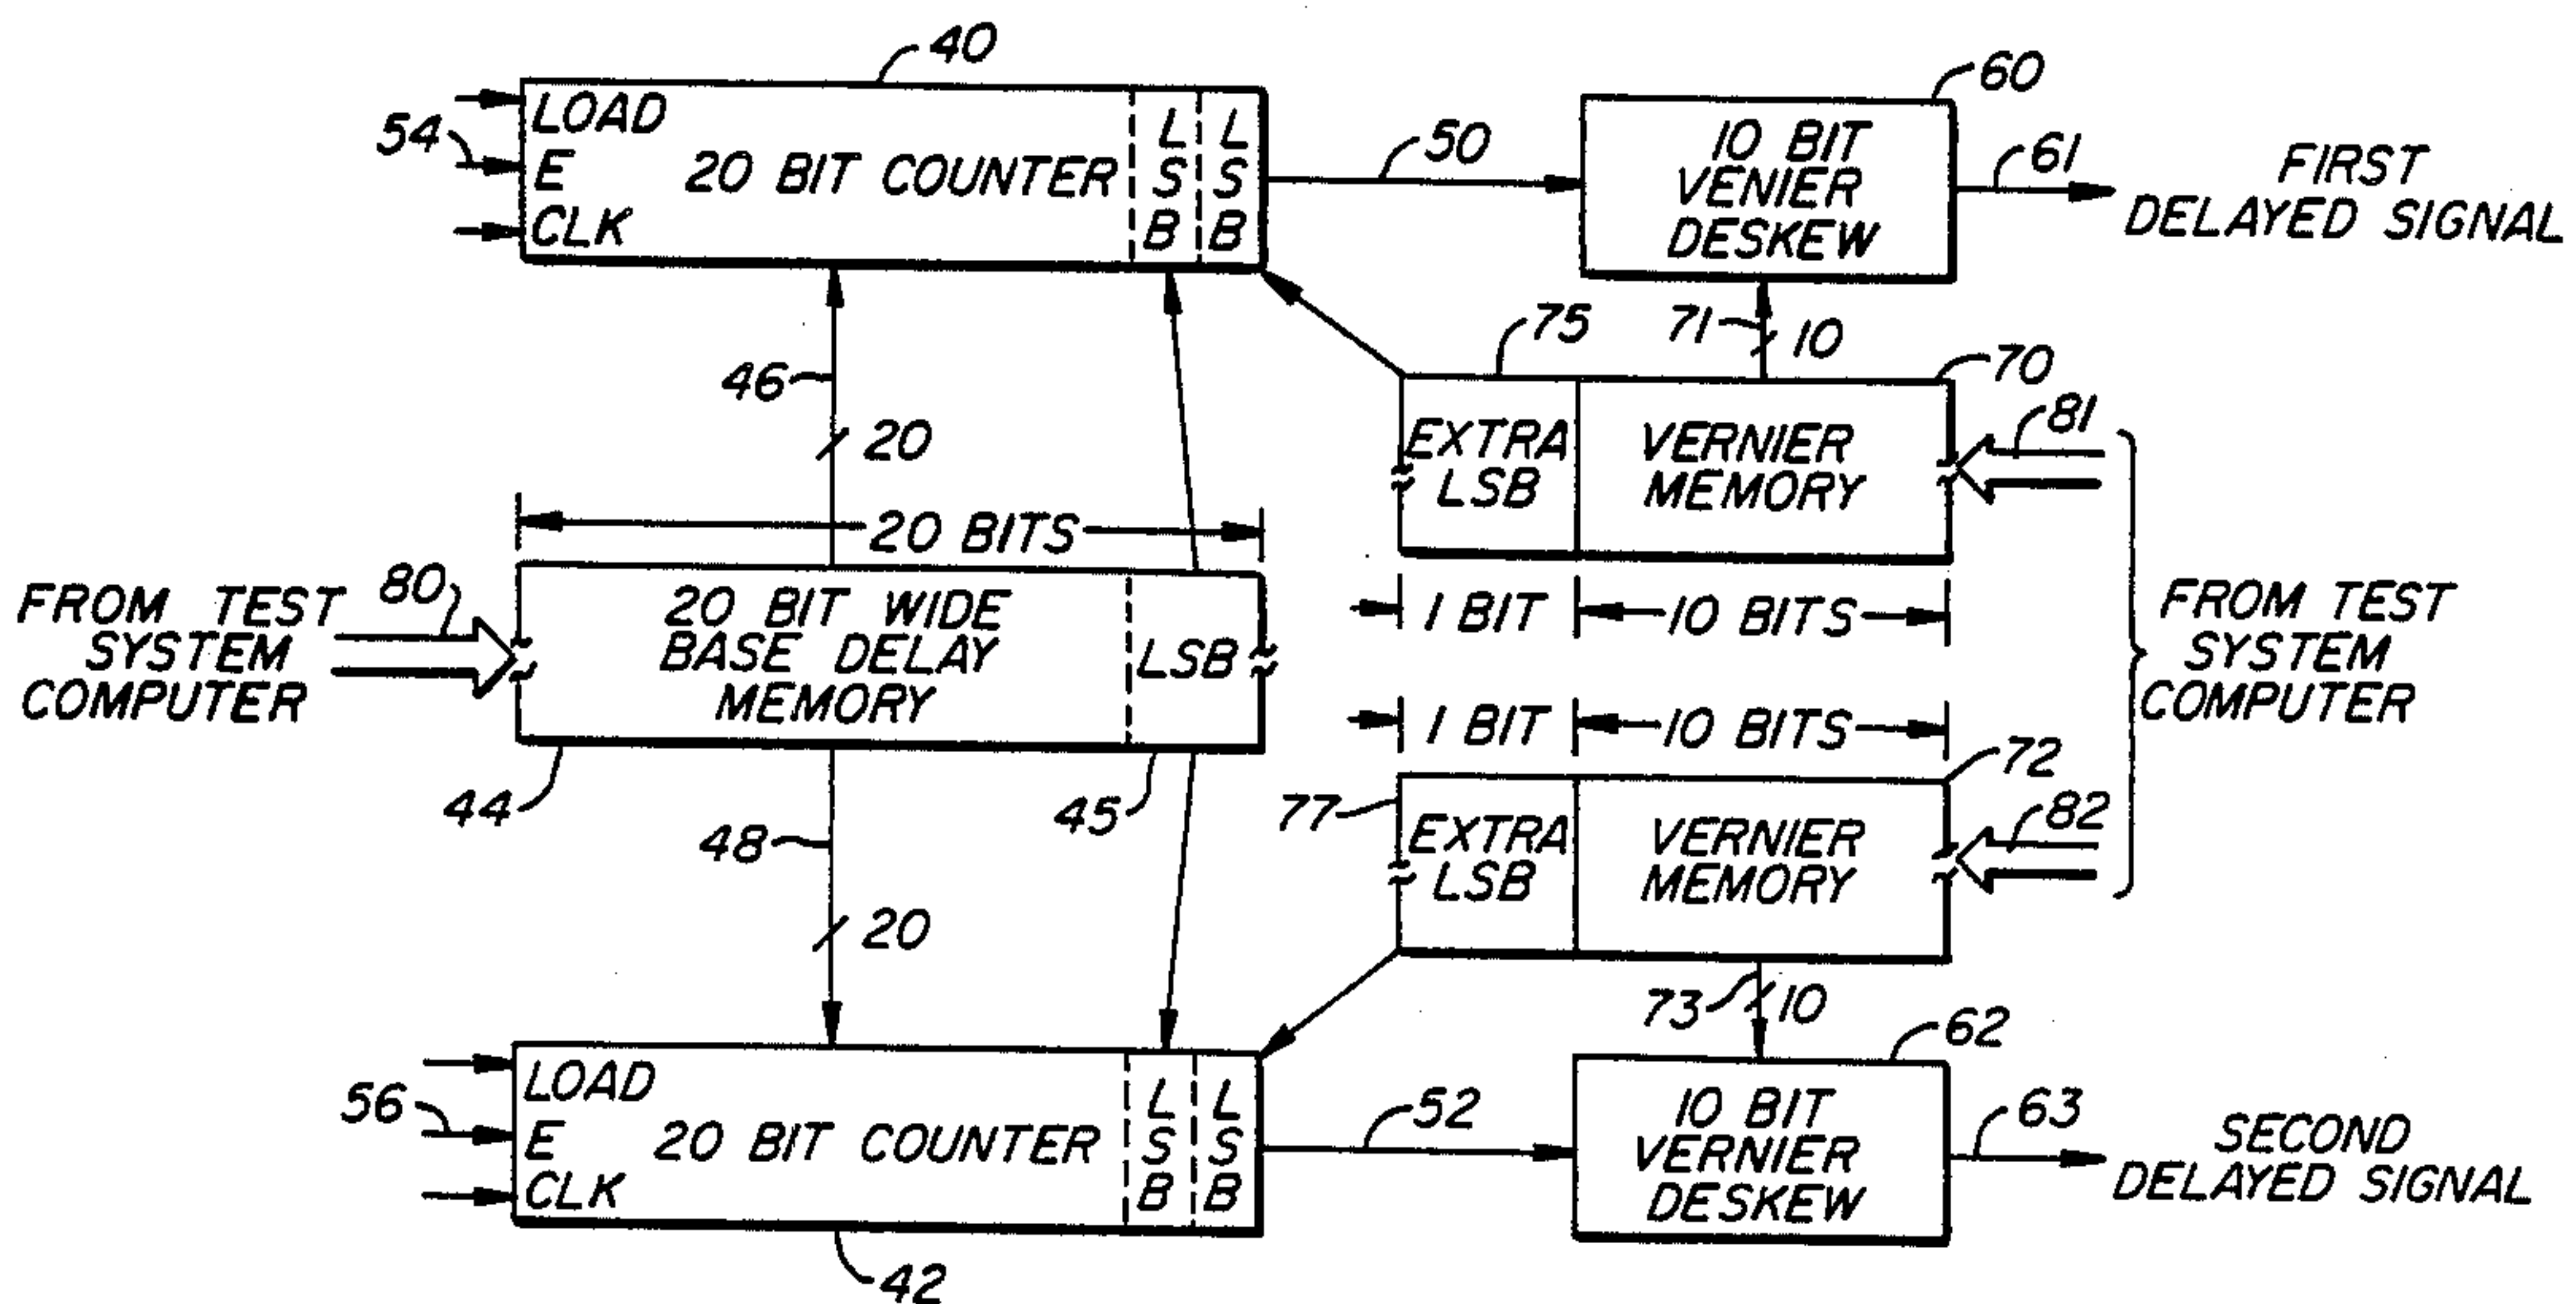 40
LOAD
54
E
CLK
20 BIT COUNTER
LSB
LSB
50
60
10 BIT
VENIER
DESKEW
61
FIRST
DELAYED SIGNAL
46
20
71
10
75
70
EXTRA
LSB
VERNIER
MEMORY
81
20 BITS
1 BIT
10 BITS
FROM TEST
SYSTEM
COMPUTER
80
20 BIT WIDE
BASE DELAY
MEMORY
LSB
44
45
FROM TEST
SYSTEM
COMPUTER
1 BIT
10 BITS
72
77
EXTRA
LSB
VERNIER
MEMORY
82
48
20
73
10
62
LOAD
56
E
CLK
20 BIT COUNTER
LSB
LSB
52
10 BIT
VERNIER
DESKEW
63
SECOND
DELAYED SIGNAL
42